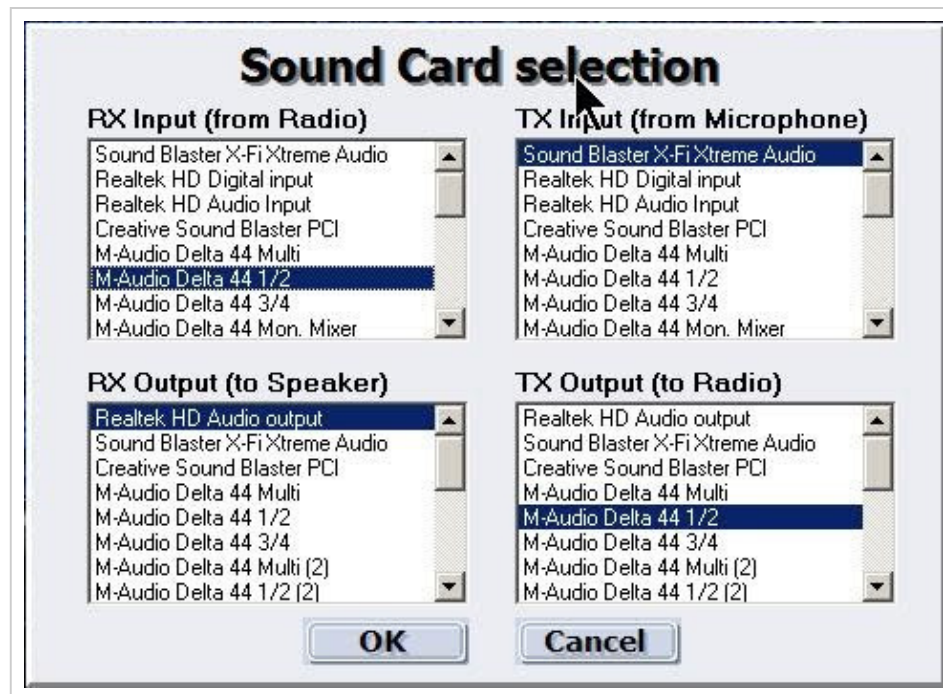 Sound Card selection
RX Input (from Radio)
Sound Blaster X-Fi Xtreme Audio
Realtek HD Digital input
Realtek HD Audio Input
Creative Sound Blaster PCI
M-Audio Delta 44 Multi
M-Audio Delta 44 1/2
M-Audio Delta 44 3/4
M-Audio Delta 44 Mon. Mixer
TX Input (from Microphone)
Sound Blaster X-Fi Xtreme Audio
Realtek HD Digital input
Realtek HD Audio Input
Creative Sound Blaster PCI
M-Audio Delta 44 Multi
M-Audio Delta 44 1/2
M-Audio Delta 44 3/4
M-Audio Delta 44 Mon. Mixer
RX Output (to Speaker)
Realtek HD Audio output
Sound Blaster X-Fi Xtreme Audio
Creative Sound Blaster PCI
M-Audio Delta 44 Multi
M-Audio Delta 44 1/2
M-Audio Delta 44 3/4
M-Audio Delta 44 Multi (2)
M-Audio Delta 44 1/2 (2)
TX Output (to Radio)
Realtek HD Audio output
Sound Blaster X-Fi Xtreme Audio
Creative Sound Blaster PCI
M-Audio Delta 44 Multi
M-Audio Delta 44 1/2
M-Audio Delta 44 3/4
M-Audio Delta 44 Multi (2)
M-Audio Delta 44 1/2 (2)
OK
Cancel